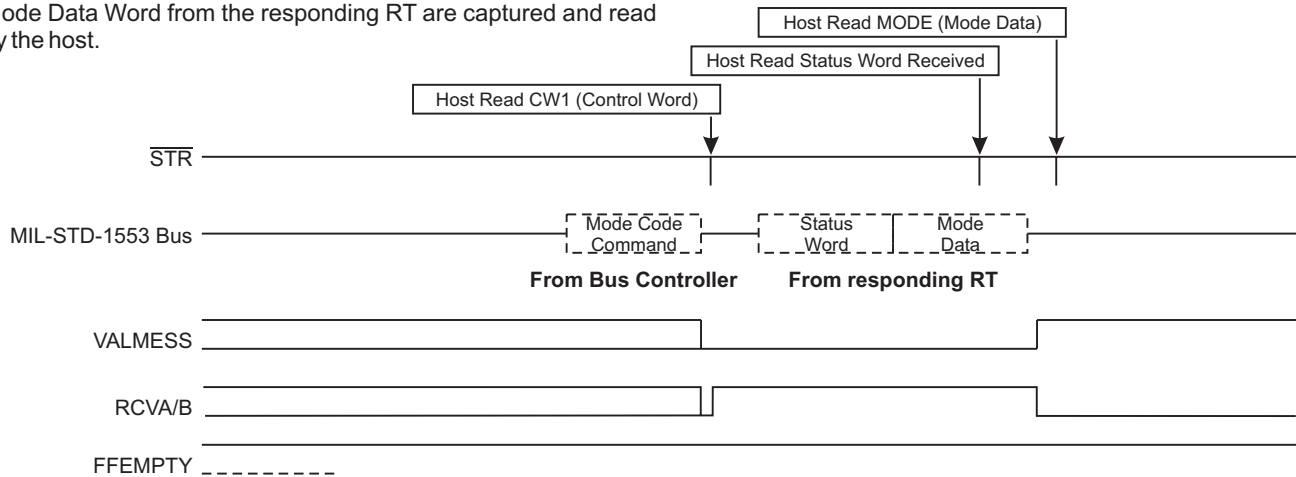 ode Data Word from the responding RT are captured and read
the host.
Host Read MODE (Mode Data)
Host Read Status Word Received
Host Read CW1 (Control Word)
STR
MIL-STD-1553 Bus
Mode Code
Command
Status
Word
Mode
Data
From Bus Controller
From responding RT
VALMESS
RCVA/B
FFEMPTY